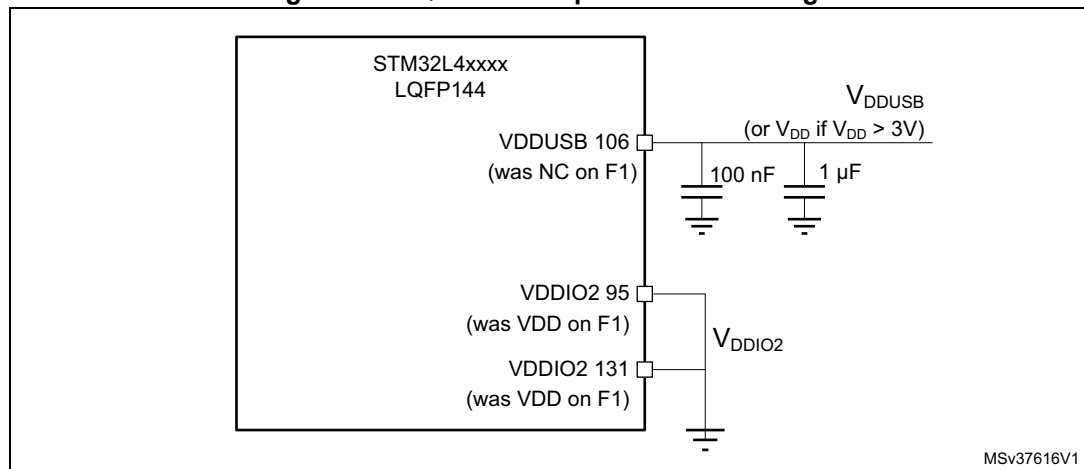 STM32L4xxxx
LQFP144
VDDUSB 106
(was NC on F1)
VDDUSB
(or VDD if VDD > 3V)
100 nF
1 µF
VDDIO2 95
(was VDD on F1)
VDDIO2
VDDIO2 131
(was VDD on F1)
MSv37616V1